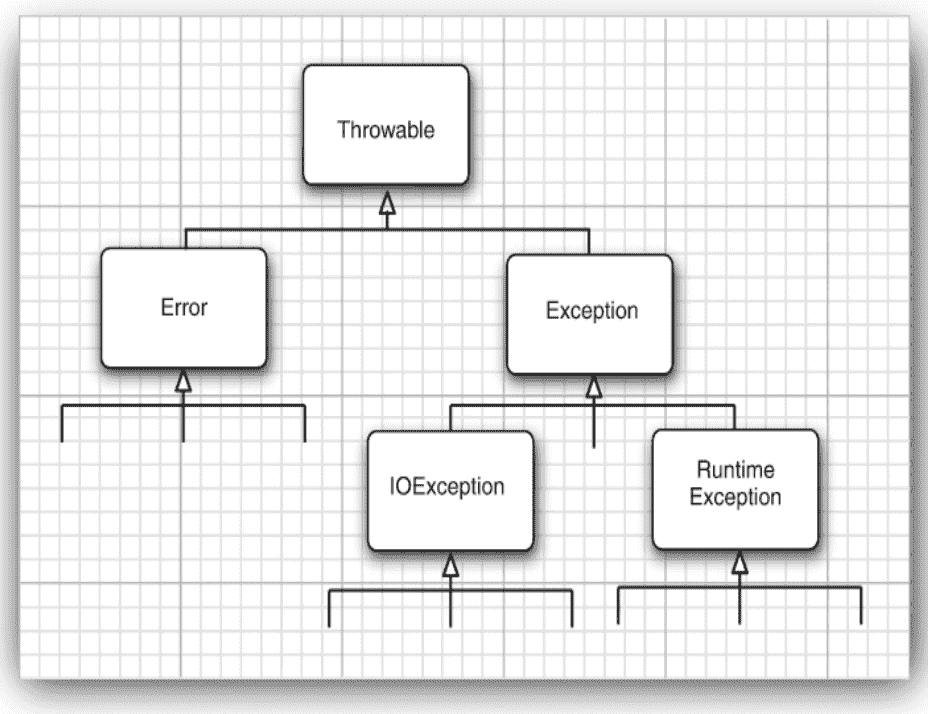 Throwable
Error
Exception
IOException
Runtime
Exception